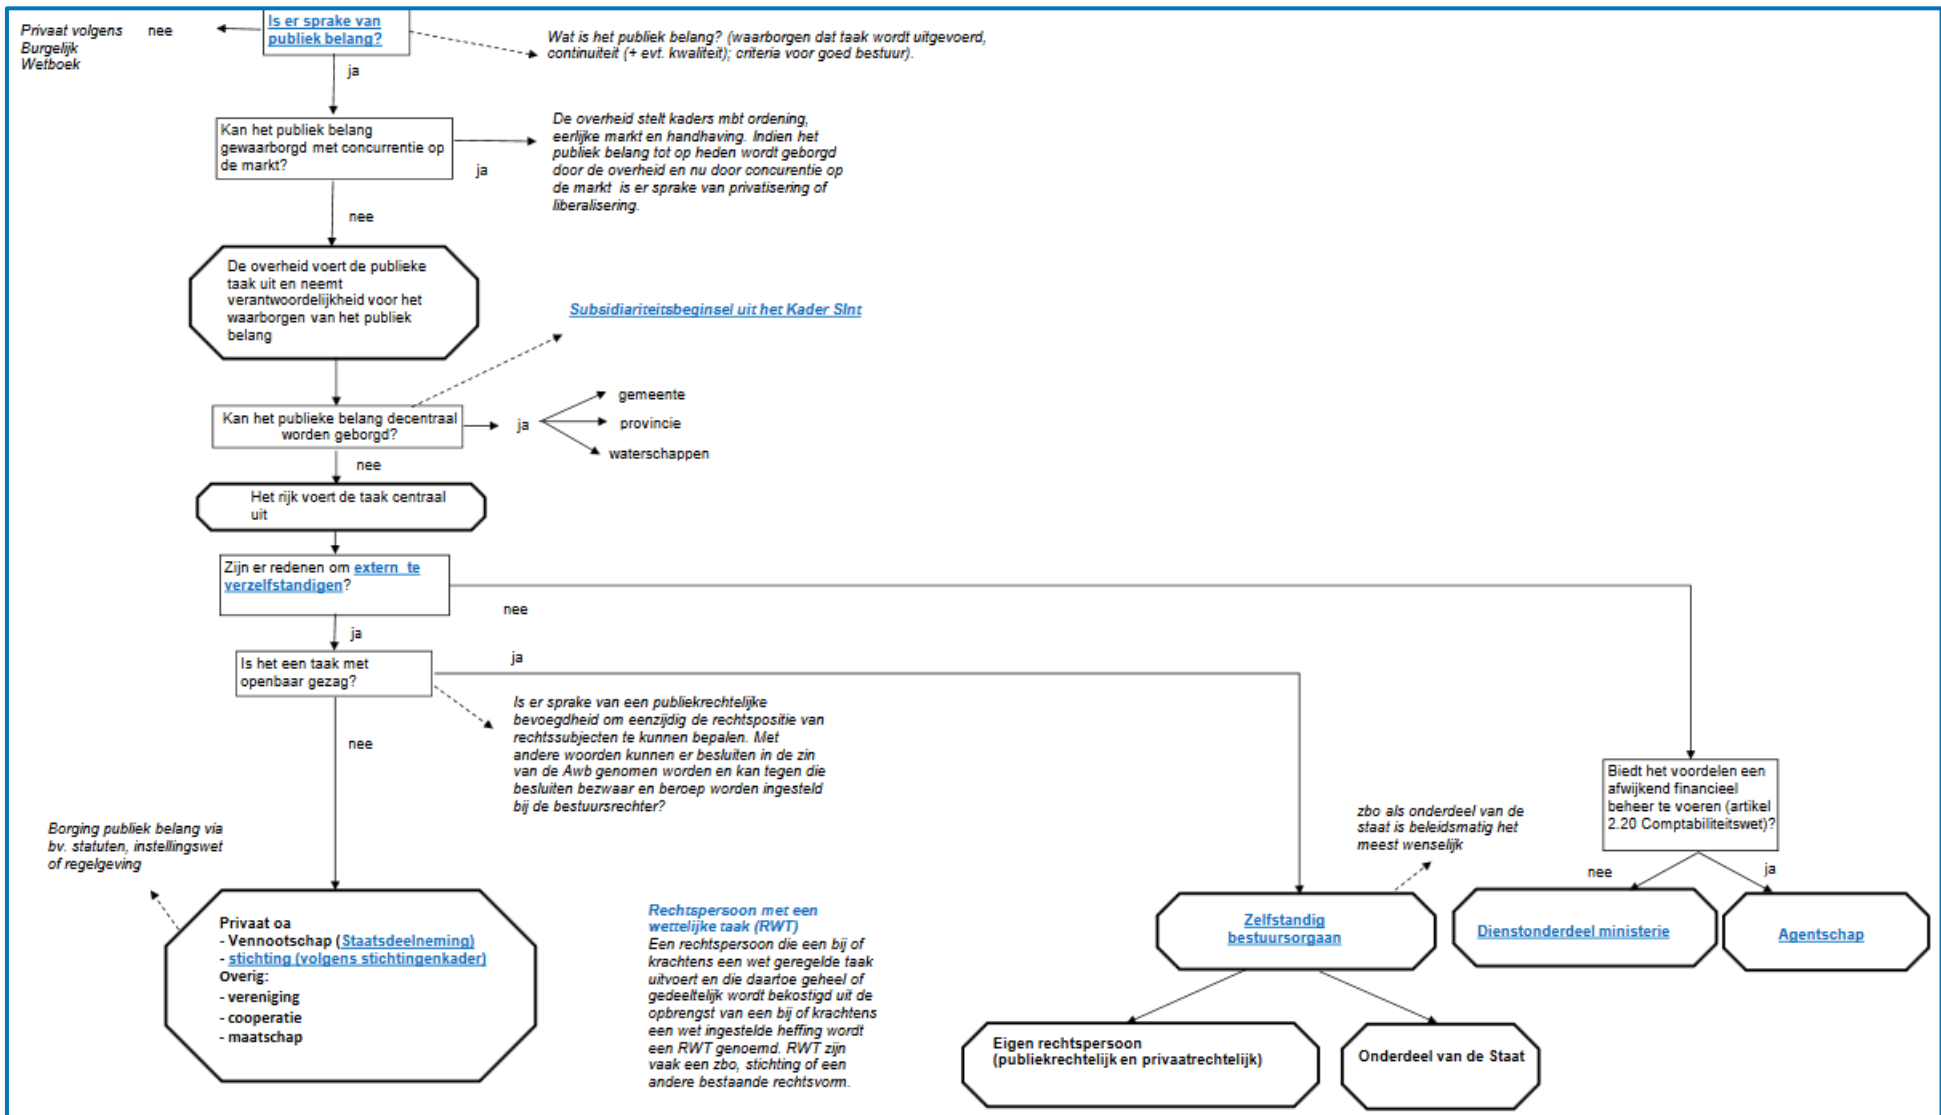 Privaat volgens
Burgelijk
Wetboek
nee
Is er sprake van
publiek belang?
Wat is het publiek belang? (waarborgen dat taak wordt uitgevoerd,
continuiteit (+ evt. kwaliteit); criteria voor goed bestuur).
ja
Kan het publiek belang
gewaarborgd met concurrentie op
de markt?
ja
De overheid stelt kaders mbt ordening,
eerlijke markt en handhaving. Indien het
publiek belang tot op heden wordt geborgd
door de overheid en nu door concurentie op
de markt is er sprake van privatisering of
liberalisering.
nee
De overheid voert de publieke
taak uit en neemt
verantwoordelijkheid voor het
waarborgen van het publiek
belang
Subsidiariteitsbeginsel uit het Kader SInt
Kan het publieke belang decentraal
worden geborgd?
ja
gemeente
provincie
waterschappen
nee
Het rijk voert de taak centraal
uit
Zijn er redenen om extern te
verzelfstandigen?
nee
ja
Is het een taak met
openbaar gezag?
ja
Is er sprake van een publiekrechtelijke
bevoegdheid om eenzijdig de rechtspositie van
rechtssubjecten te kunnen bepalen. Met
andere woorden kunnen er besluiten in de zin
van de Awb genomen worden en kan tegen die
besluiten bezwaar en beroep worden ingesteld
bij de bestuursrechter?
nee
Biedt het voordelen een
afwijkend financieel
beheer te voeren (artikel
2.20 Comptabiliteitswet)?
nee
ja
zbo als onderdeel van de
staat is beleidsmatig het
meest wenselijk
Borging publiek belang via
bv. statuten, instellingswet
of regelgeving
Privaat oa
- Vennootschap (Staatsdeelneming)
- stichting (volgens stichtingenkader)
Overig:
- vereniging
- cooperatie
- maatschap
Rechtspersoon met een
wettelijke taak (RWT)
Een rechtspersoon die een bij of
krachtens een wet geregelde taak
uitvoert en die daartoe geheel of
gedeeltelijk wordt bekostigd uit de
opbrengst van een bij of krachtens
een wet ingestelde heffing wordt
een RWT genoemd. RWT zijn
vaak een zbo, stichting of een
andere bestaande rechtsvorm.
Zelfstandig
bestuursorgaan
Dienstonderdeel ministerie
Agentschap
Eigen rechtspersoon
(publiekrechtelijk en privaatrechtelijk)
Onderdeel van de Staat